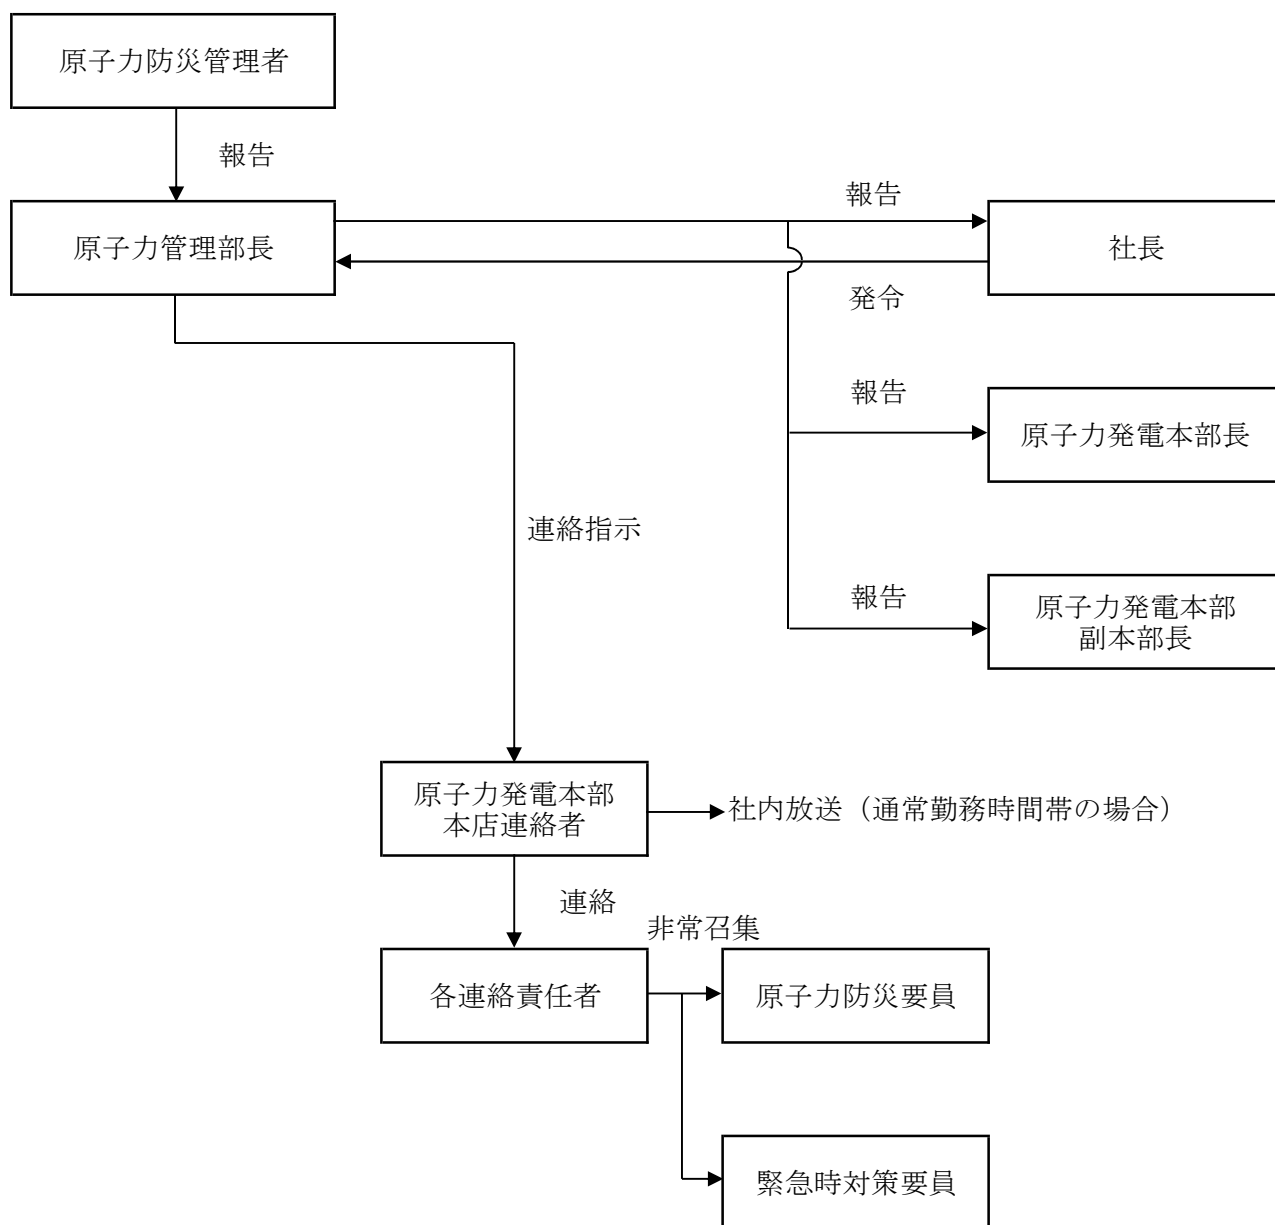 原子力防災管理者
報告
報告
原子力管理部長
社長
発令
報告
原子力発電本部長
連絡指示
報告
原子力発電本部
副本部長
原子力発電本部
本店連絡者
社内放送（通常勤務時間帯の場合）
連絡
非常召集
各連絡責任者
原子力防災要員
緊急時対策要員